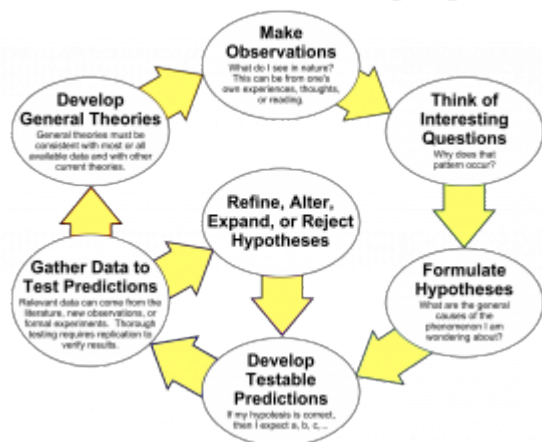 Make
Observations
What do I see in nature?
This can be from one's
own experiences, thoughts,
or reading.
Think of
Interesting
Questions
Why does that
pattern occur?
Formulate
Hypotheses
What are the general
causes of the
phenomenon I am
wondering about?
Develop
Testable
Predictions
If my hypotesis is correct,
then I expect a, b, c,...
Gather Data to
Test Predictions
Relevant data can come from the
literature, new observations, or
formal experiments. Thorough
testing requires replication to
verify results.
Refine, Alter,
Expand, or Reject
Hypotheses
Develop
General Theories
General theories must be
consistent with most or all
available data and with other
current theories.